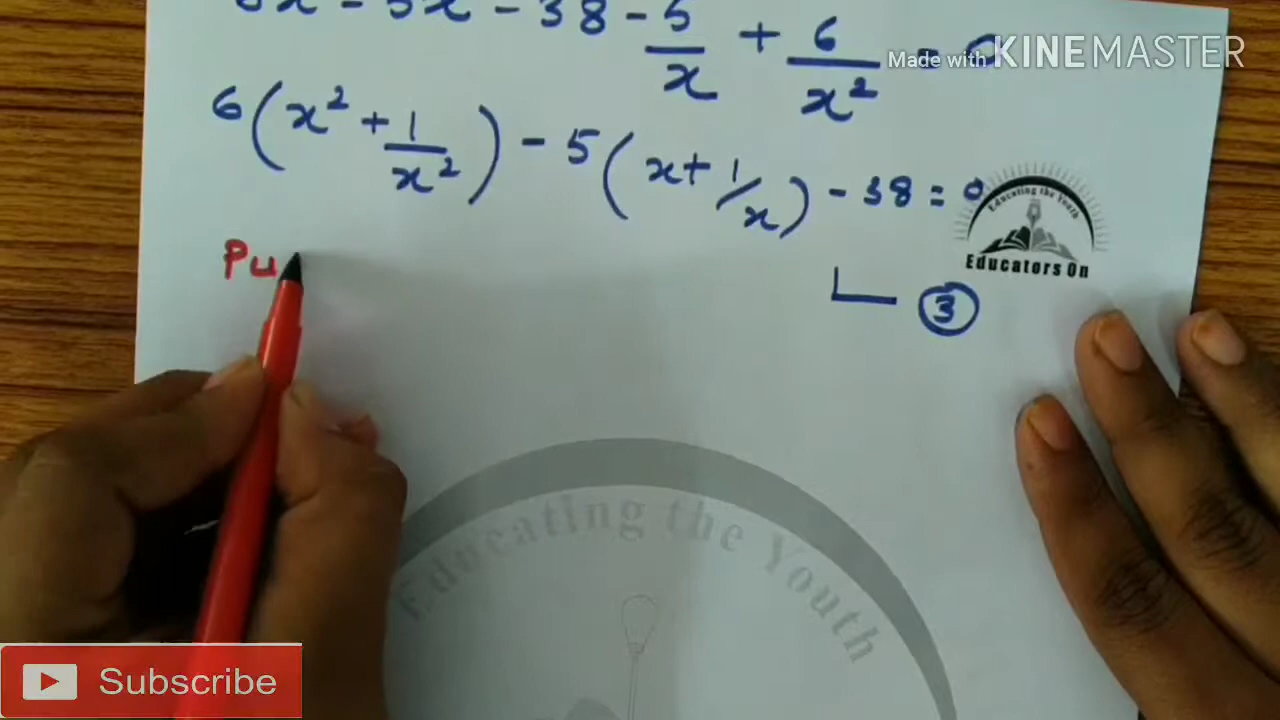 6x² - 5x - 38 - 5/x + 6/x² = 0
Made with KINEMASTER
6(x² + 1/x²) - 5(x + 1/x) - 38 = 0
Educating the Youth
Educators On
Pu
3
Educating the Youth
Subscribe